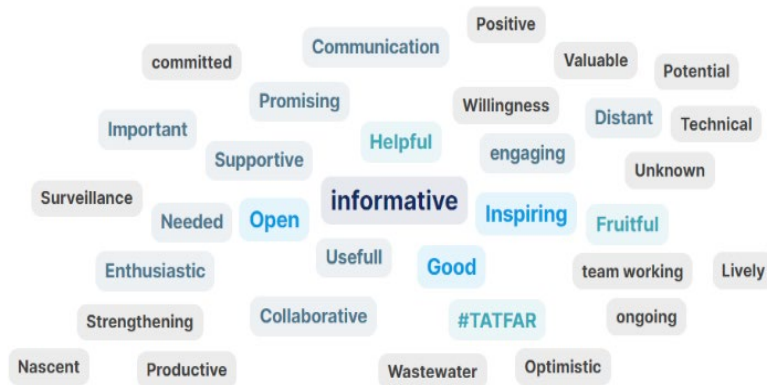 Positive
committed
Communication
Valuable
Potential
Promising
Willingness
Important
Helpful
Distant
Technical
Supportive
engaging
Unknown
Surveillance
informative
Needed
Open
Inspiring
Fruitful
Enthusiastic
Usefull
Good
team working
Lively
Strengthening
Collaborative
#TATFAR
ongoing
Nascent
Productive
Wastewater
Optimistic